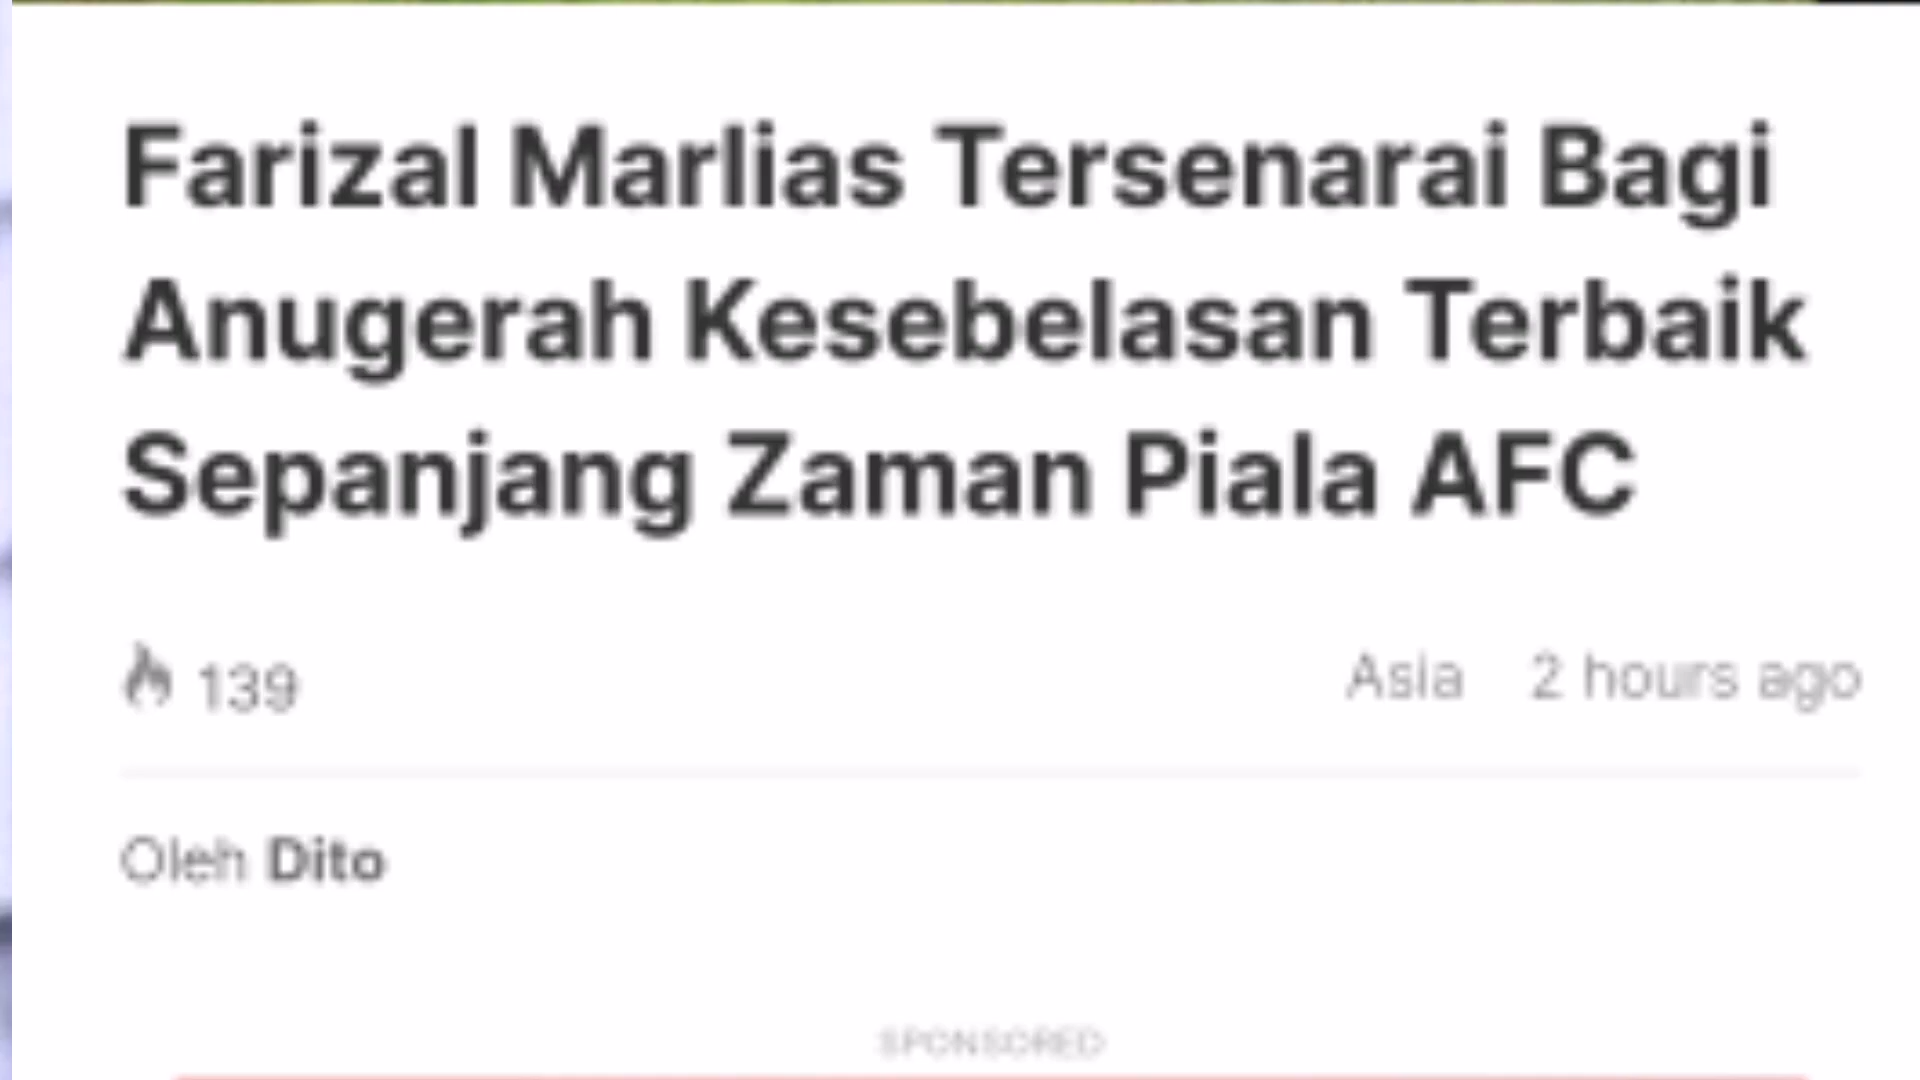 Farizal Marlias Tersenarai Bagi
Anugerah Kesebelasan Terbaik
Sepanjang Zaman Piala AFC
139
Asia 2 hours ago
Oleh Dito
SPONSORED